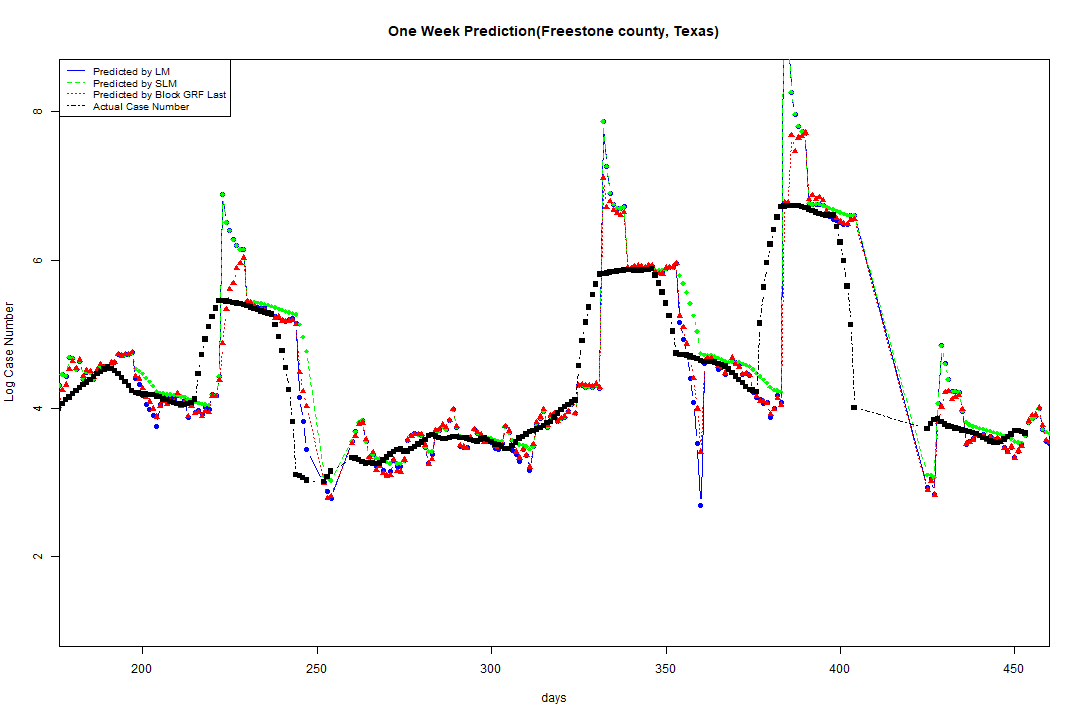 One Week Prediction(Freestone county, Texas)
Predicted by LM
Predicted by SLM
Predicted by Block GRF Last
Actual Case Number
Log Case Number
8
6
4
2
200 250 300 350 400 450
days